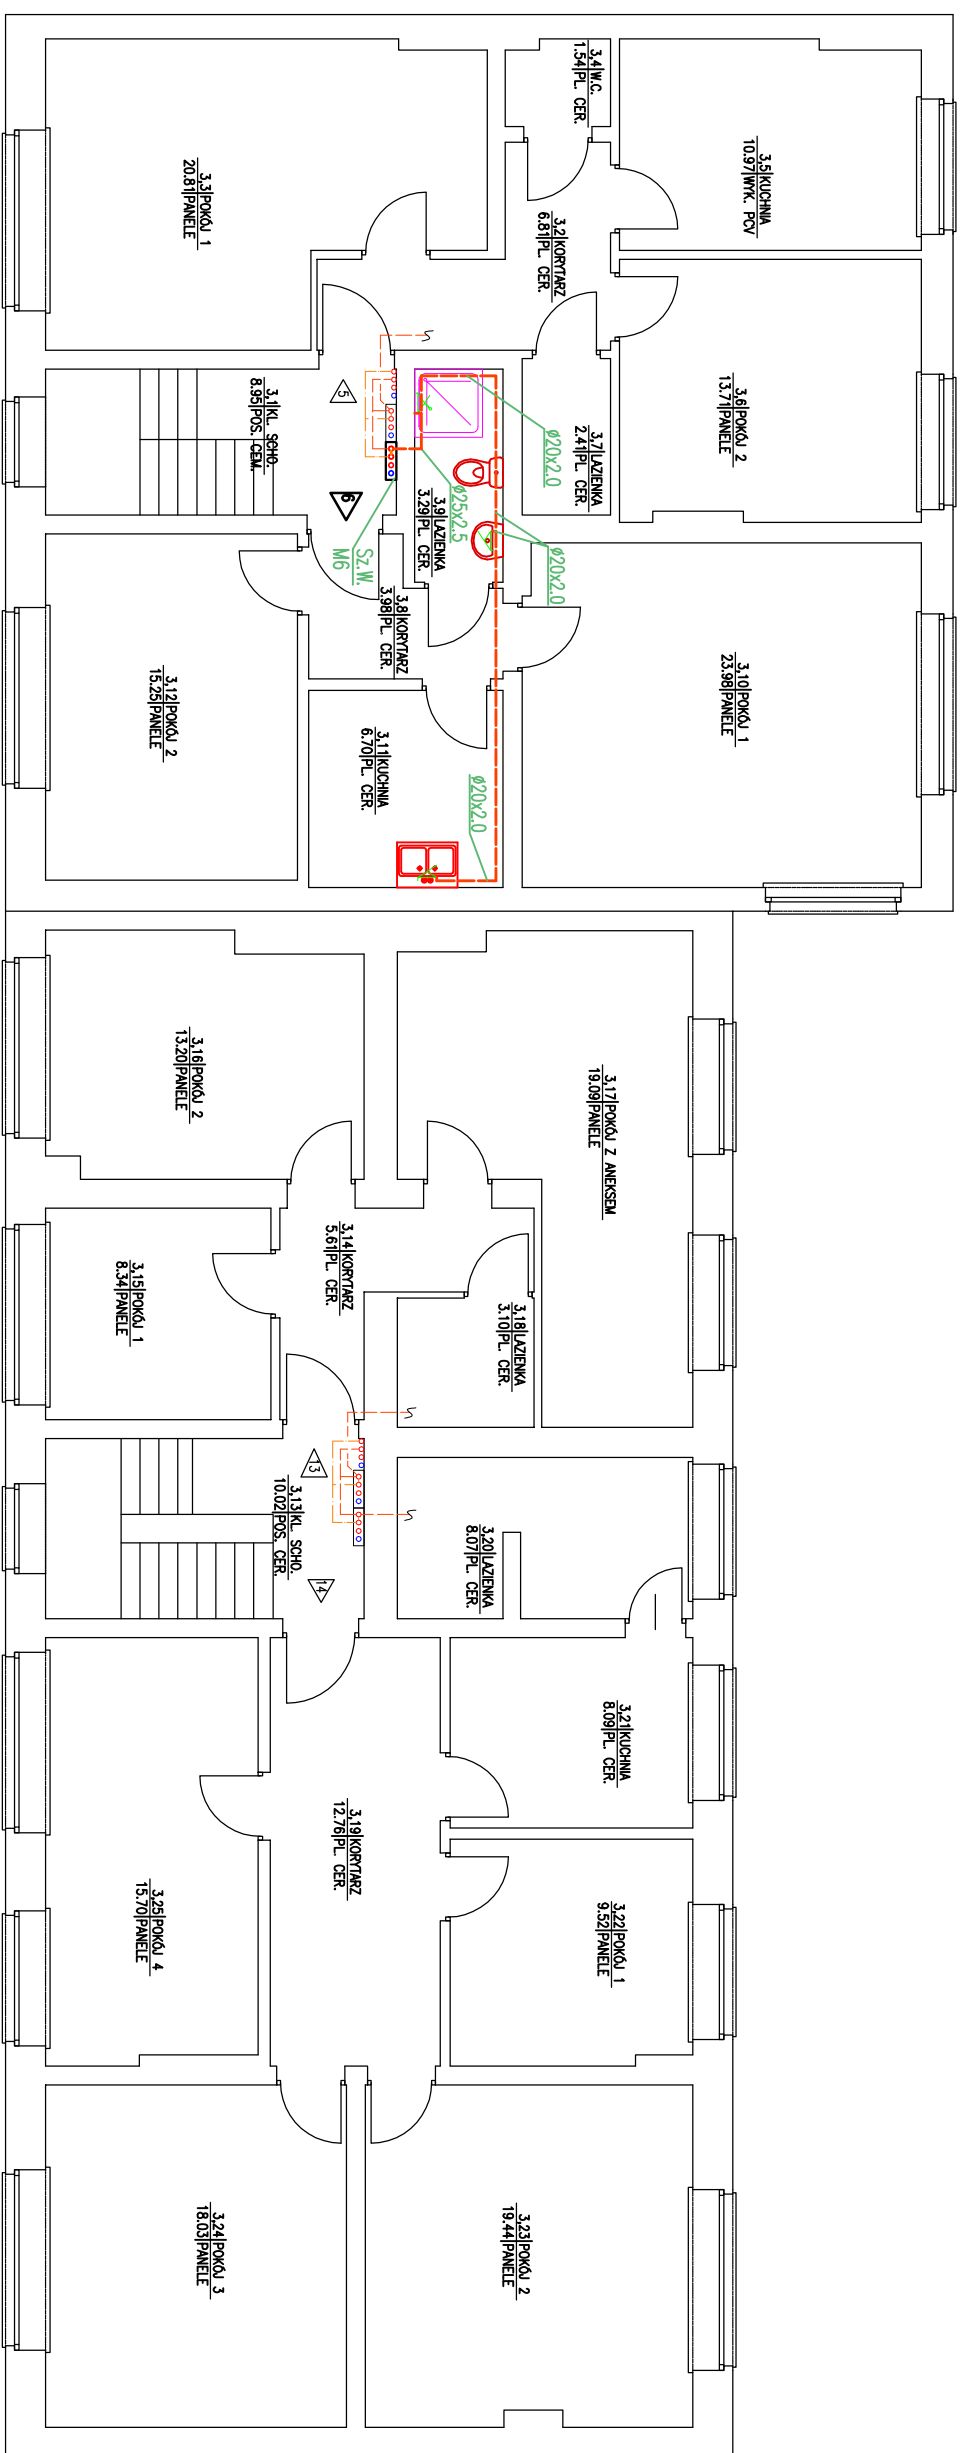 3,4|W.C.
1.54|PL. CER.
3,5|KUCHNIA
10.97|WYK. PCV
3,3|POKÓJ 1
20.81|PANELE
3,2|KORYTARZ
6.81|PL. CER.
3,6|POKÓJ 2
13.71|PANELE
3,7|LAZIENKA
2.41|PL. CER.
3,1|KL. SCHO.
8.95|POS. CEM.
5
6
ø20x2.0
ø25x2.5
ø20x2.0
3,9|LAZIENKA
3.29|PL. CER.
Sz.W.
M6
3,8|KORYTARZ
3.98|PL. CER.
3,10|POKÓJ 1
23.98|PANELE
3,12|POKÓJ 2
15.25|PANELE
3,11|KUCHNIA
6.70|PL. CER.
ø20x2.0
3,16|POKÓJ 2
13.20|PANELE
3,17|POKÓJ Z ANEKSEM
19.09|PANELE
3,14|KORYTARZ
5.61|PL. CER.
3,15|POKÓJ 1
8.34|PANELE
3,18|LAZIENKA
3.10|PL. CER.
13
3,13|KL. SCHO.
10.02|POS. CER.
14
3,20|LAZIENKA
8.07|PL. CER.
3,21|KUCHNIA
8.09|PL. CER.
3,19|KORYTARZ
12.76|PL. CER.
3,22|POKÓJ 1
9.52|PANELE
3,25|POKÓJ 4
15.70|PANELE
3,24|POKÓJ 3
18.03|PANELE
3,23|POKÓJ 2
19.44|PANELE